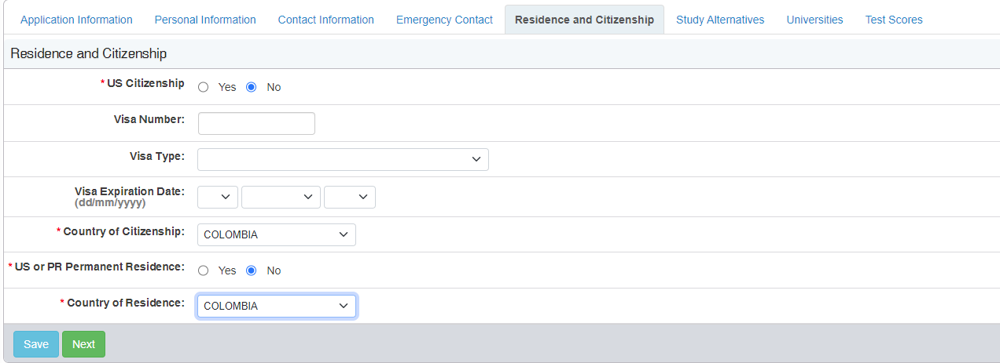 Application Information Personal Information Contact Information Emergency Contact Residence and Citizenship Study Alternatives Universities Test Scores
Residence and Citizenship
* US Citizenship Yes No
Visa Number:
Visa Type:
Visa Expiration Date:
(dd/mm/yyyy)
* Country of Citizenship: COLOMBIA
* US or PR Permanent Residence: Yes No
* Country of Residence: COLOMBIA
Save Next